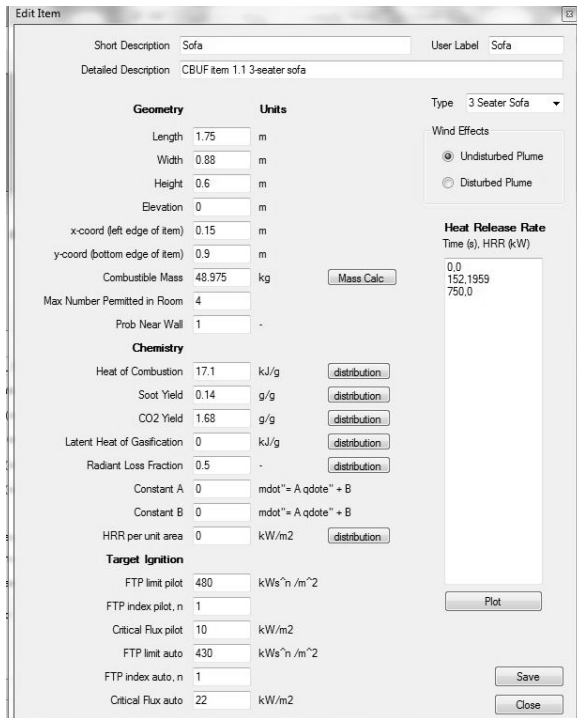 Edit Item
Short Description Sofa User Label Sofa
Detailed Description CBUF item 1.1 3-seater sofa
Type 3 Seater Sofa
Geometry Units
Wind Effects
Length 1.75 m
Undisturbed Plume
Width 0.88 m
Disturbed Plume
Height 0.6 m
Elevation 0 m
x-coord (left edge of item) 0.15 m
y-coord (bottom edge of item) 0.9 m
Combustible Mass 48.975 kg Mass Calc
Max Number Permitted in Room 4
Prob Near Wall 1 -
Heat Release Rate
Time (s), HRR (kW)
0,0
152,1959
750,0
Chemistry
Heat of Combustion 17.1 kJ/g distribution
Soot Yield 0.14 g/g distribution
CO2 Yield 1.68 g/g distribution
Latent Heat of Gasification 0 kJ/g distribution
Radiant Loss Fraction 0.5 - distribution
Constant A 0 mdot"= A qdote" + B
Constant B 0 mdot"= A qdote" + B
HRR per unit area 0 kW/m2 distribution
Target Ignition
FTP limit pilot 480 kWs^n /m^2
Plot
FTP index pilot, n 1
Critical Flux pilot 10 kW/m2
FTP limit auto 430 kWs^n /m^2
FTP index auto, n 1
Save
Critical Flux auto 22 kW/m2
Close